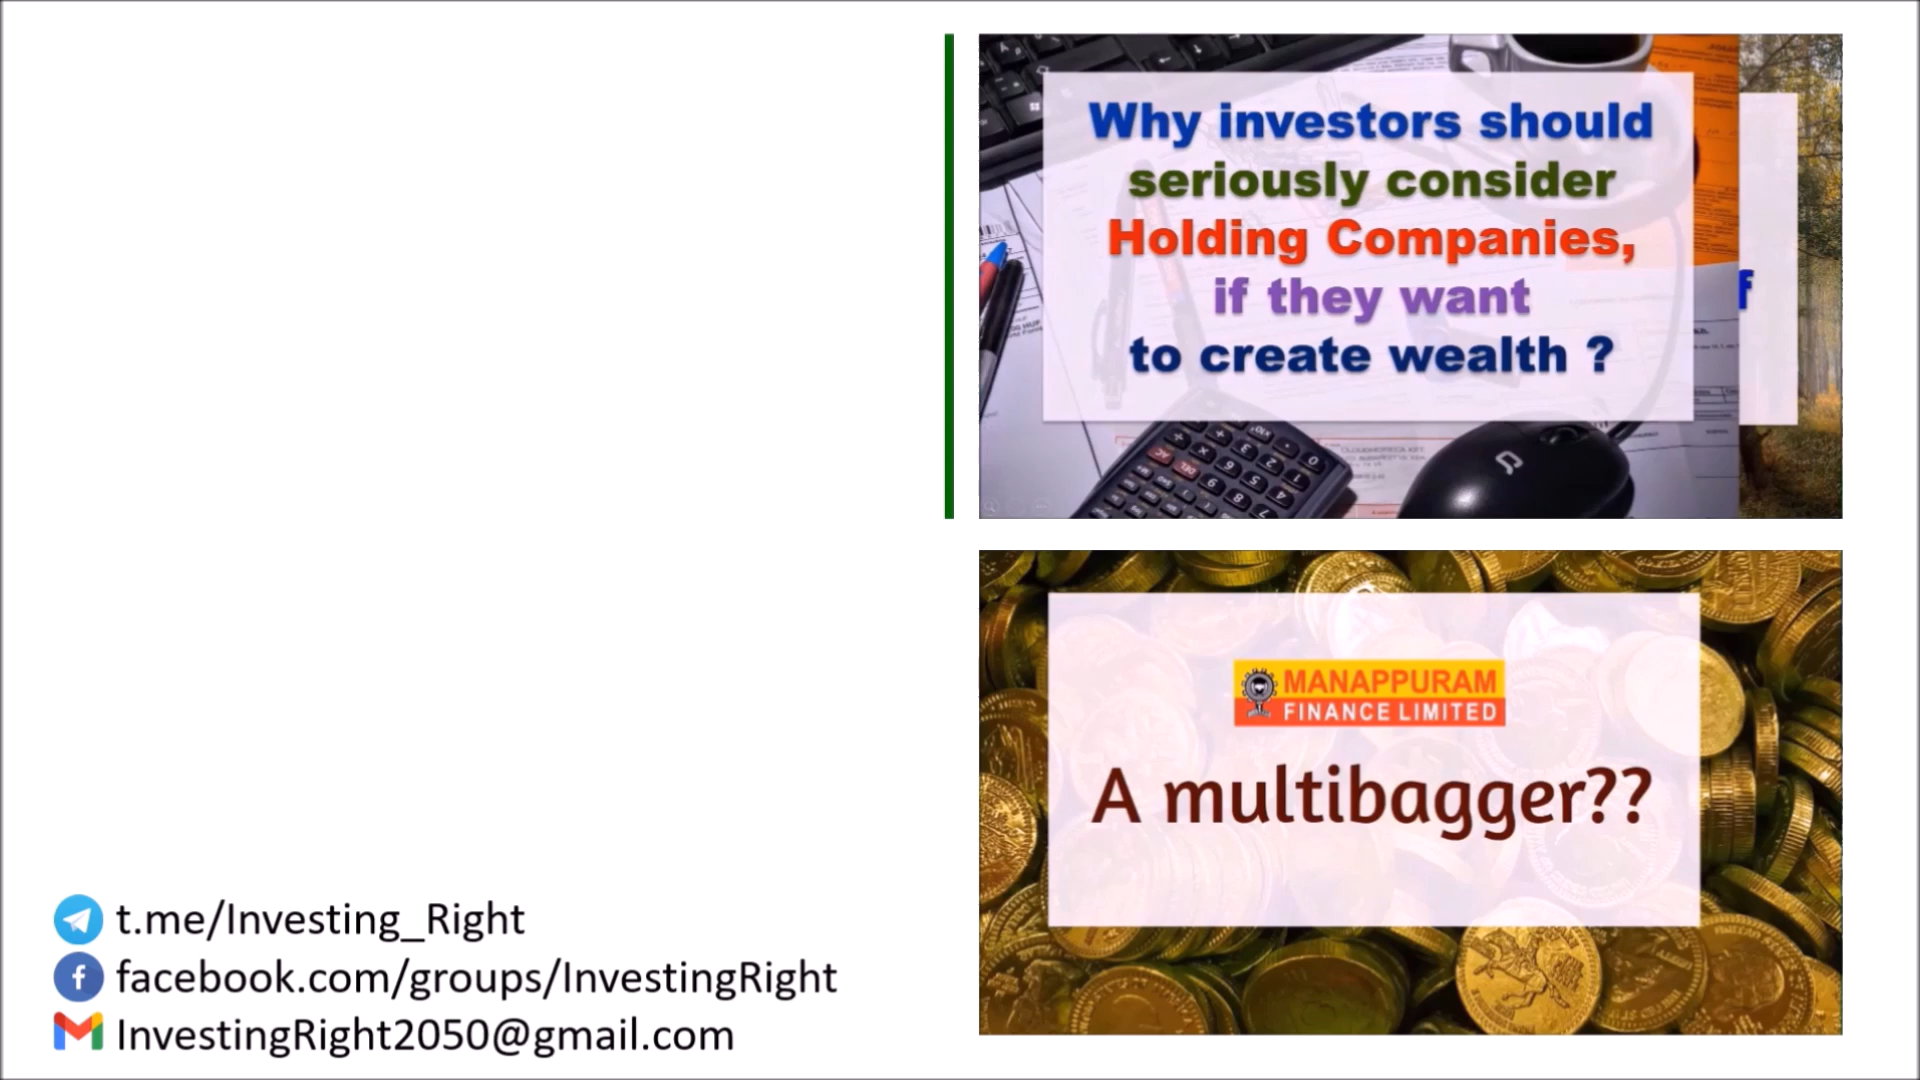 Why investors should
seriously consider
Holding Companies,
if they want
to create wealth ?
f
MANAPPURAM
FINANCE LIMITED
A multibagger??
t.me/Investing_Right
facebook.com/groups/InvestingRight
InvestingRight2050@gmail.com